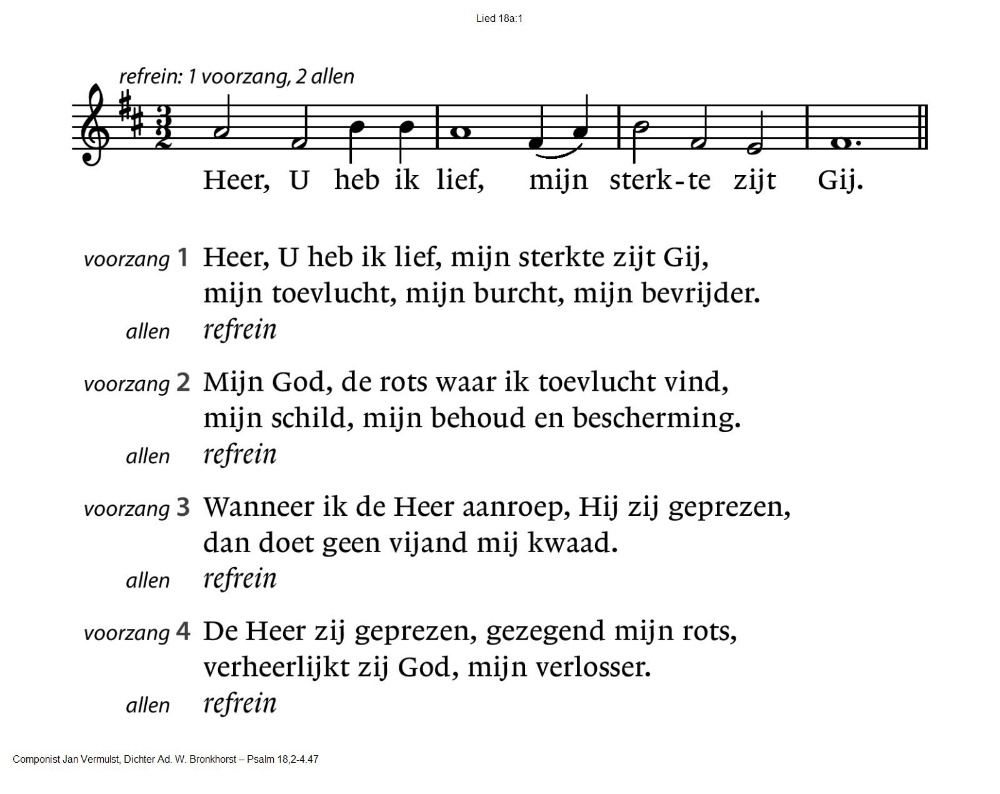 Lied 18a:1
refrein: 1 voorzang, 2 allen
3
2
Heer, U heb ik lief, mijn sterk-te zijt Gij.
voorzang 1 Heer, U heb ik lief, mijn sterkte zijt Gij,
mijn toevlucht, mijn burcht, mijn bevrijder.
allen refrein
voorzang 2 Mijn God, de rots waar ik toevlucht vind,
mijn schild, mijn behoud en bescherming.
allen refrein
voorzang 3 Wanneer ik de Heer aanroep, Hij zij geprezen,
dan doet geen vijand mij kwaad.
allen refrein
voorzang 4 De Heer zij geprezen, gezegend mijn rots,
verheerlijkt zij God, mijn verlosser.
allen refrein
Componist Jan Vermulst, Dichter Ad. W. Bronkhorst – Psalm 18,2-4.47